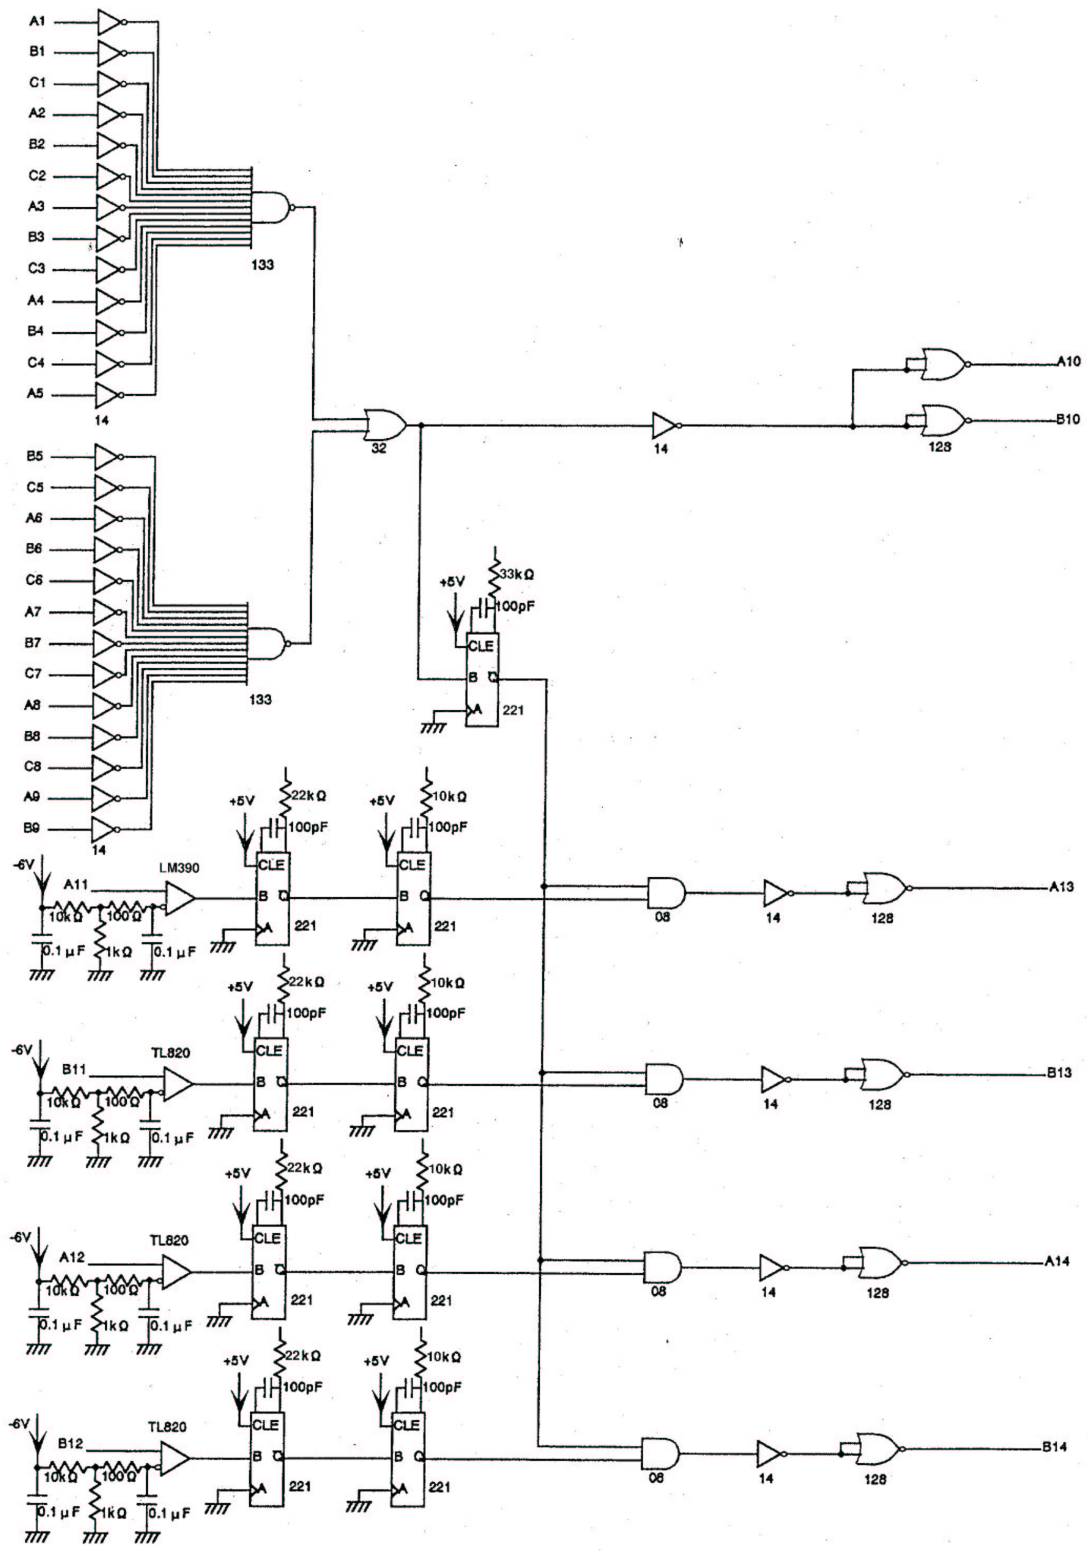 A1
B1
C1
A2
B2
C2
A3
B3
C3
A4
B4
C4
A5
14
133
B5
C5
A6
B6
C6
A7
B7
C7
A8
B8
C8
A9
B9
14
133
32
14
128
A10
B10
+5V
33kΩ
100pF
CLE
B Q
A
221
-6V
A11
LM390
10kΩ
100Ω
0.1μF
1kΩ
0.1μF
+5V
22kΩ
100pF
CLE
B Q
A
221
+5V
10kΩ
100pF
CLE
B Q
A
221
08
14
128
A13
-6V
B11
TL820
10kΩ
100Ω
0.1μF
1kΩ
0.1μF
+5V
22kΩ
100pF
CLE
B Q
A
221
+5V
10kΩ
100pF
CLE
B Q
A
221
08
14
128
B13
-6V
A12
TL820
10kΩ
100Ω
0.1μF
1kΩ
0.1μF
+5V
22kΩ
100pF
CLE
B Q
A
221
+5V
10kΩ
100pF
CLE
B Q
A
221
08
14
128
A14
-6V
B12
TL820
10kΩ
100Ω
0.1μF
1kΩ
0.1μF
+5V
22kΩ
100pF
CLE
B Q
A
221
+5V
10kΩ
100pF
CLE
B Q
A
221
08
14
128
B14